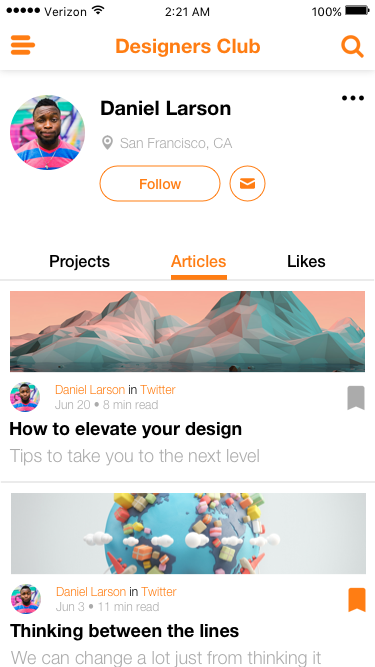 Verizon 2:21 AM 100%
Designers Club
Daniel Larson
San Francisco, CA
Follow
Projects Articles Likes
Daniel Larson in Twitter
Jun 20 • 8 min read
How to elevate your design
Tips to take you to the next level
Daniel Larson in Twitter
Jun 3 • 11 min read
Thinking between the lines
We can change a lot just from thinking it